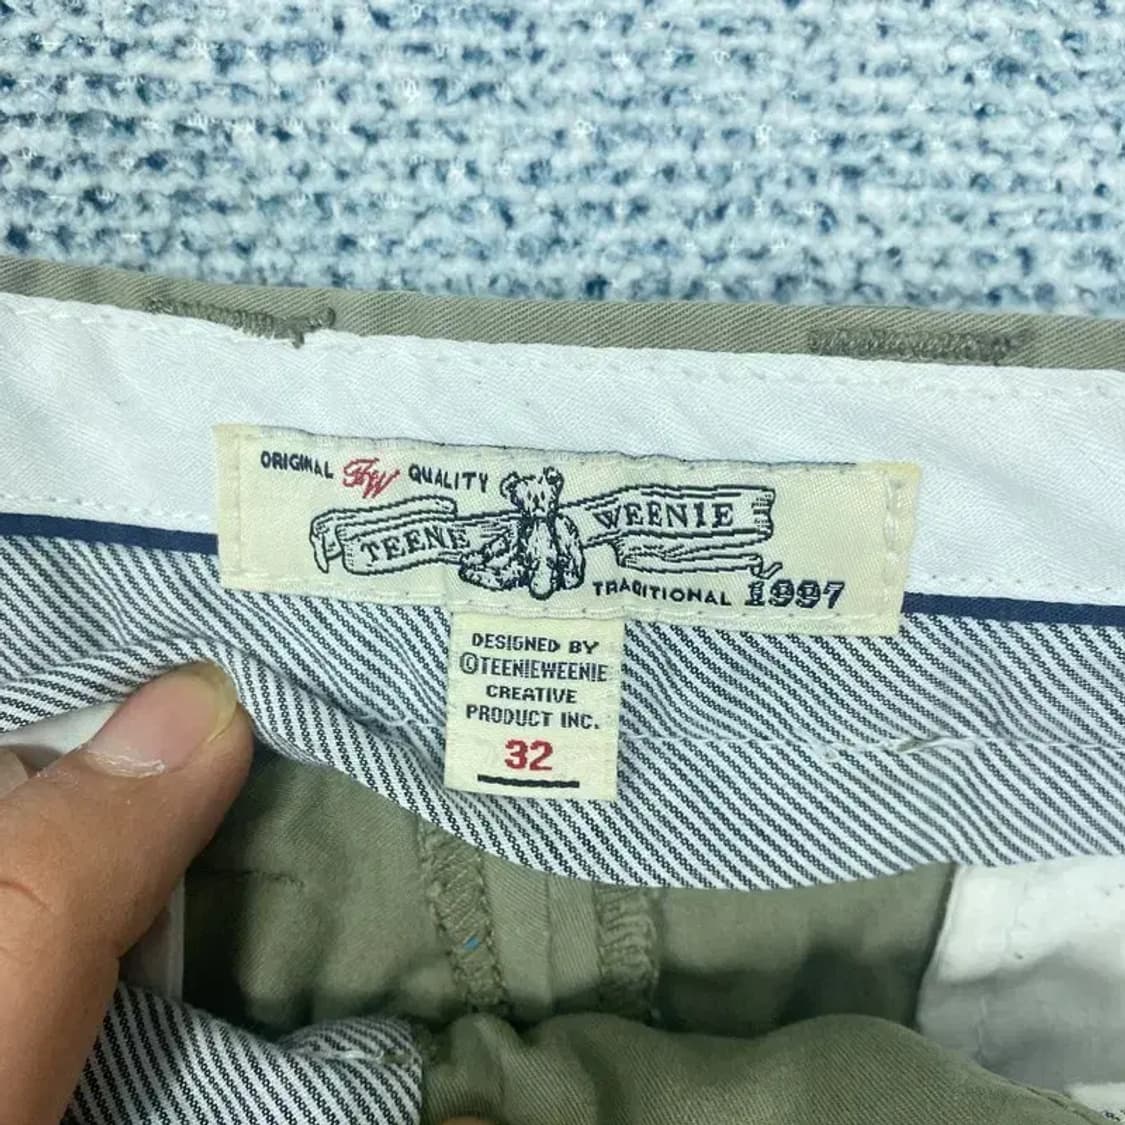 ORIGINAL TW QUALITY
TEENIE WEENIE
TRADITIONAL 1997
DESIGNED BY
©TEENIEWEENIE
CREATIVE
PRODUCT INC.
32